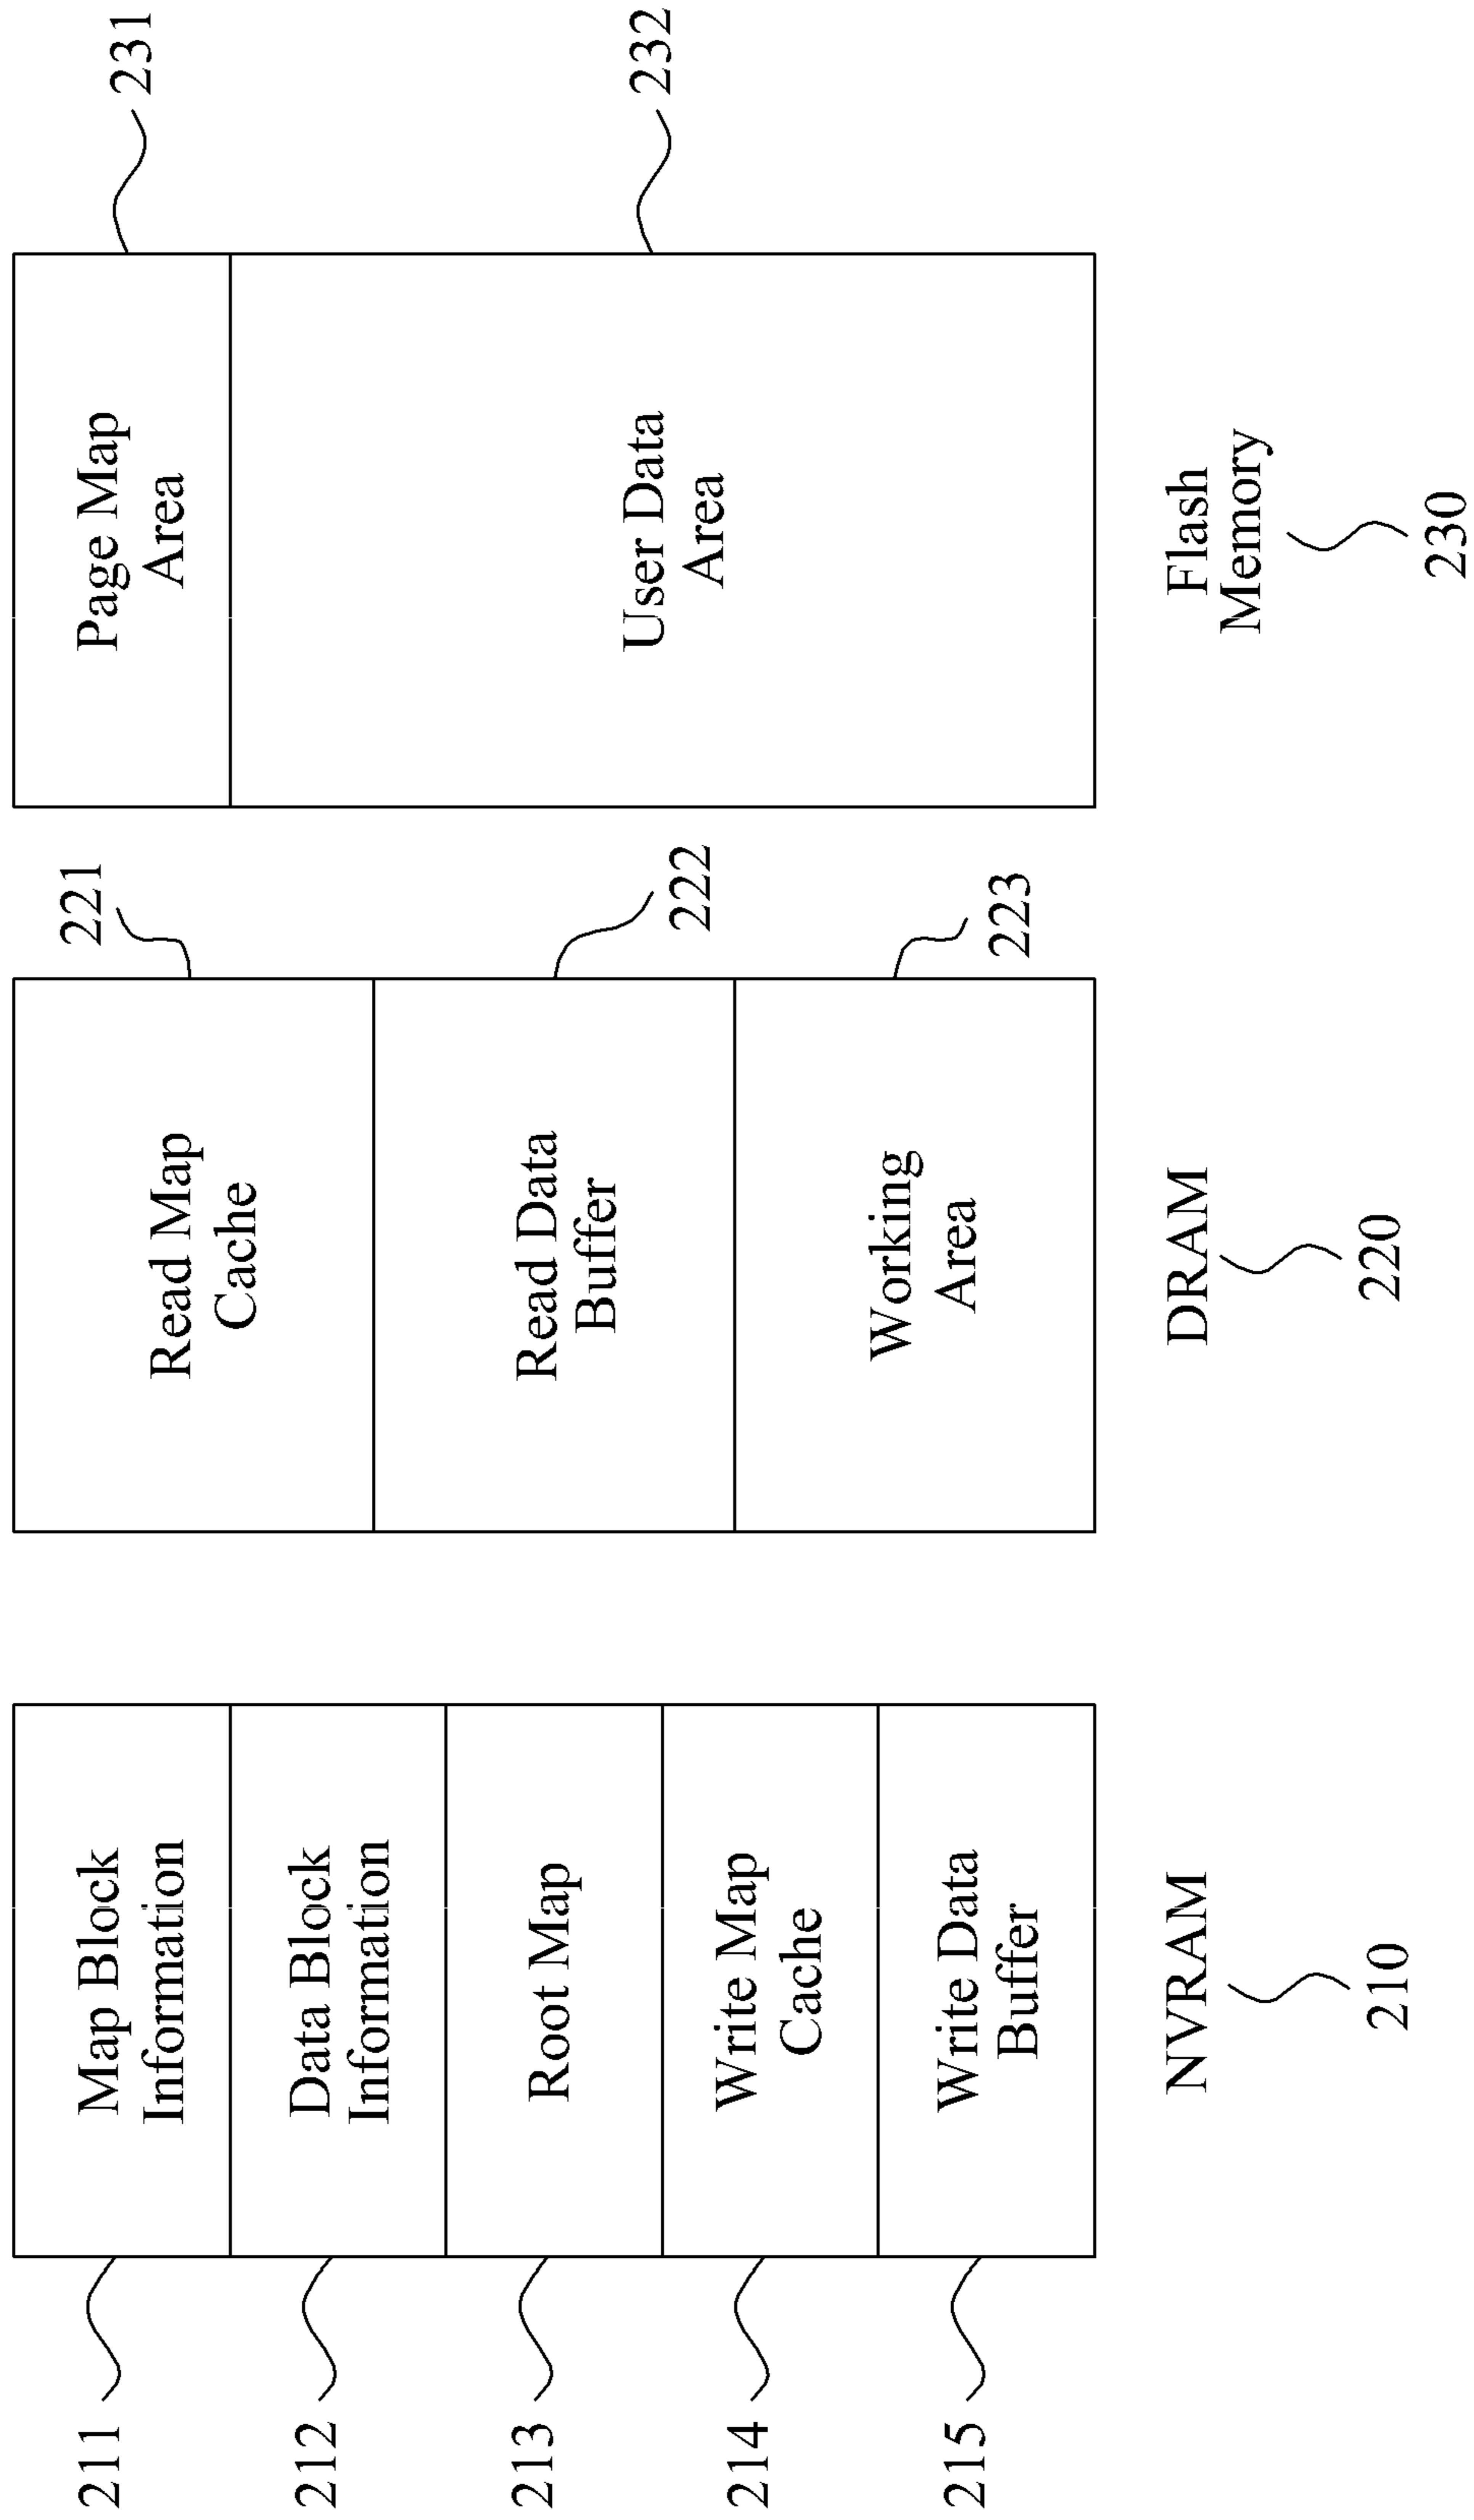 211
Map Block
Information
212
Data Block
Information
213
Root Map
214
Write Map
Cache
215
Write Data
Buffer
NVRAM
210
221
Read Map
Cache
222
Read Data
Buffer
223
Working
Area
DRAM
220
231
Page Map
Area
232
User Data
Area
Flash
Memory
230